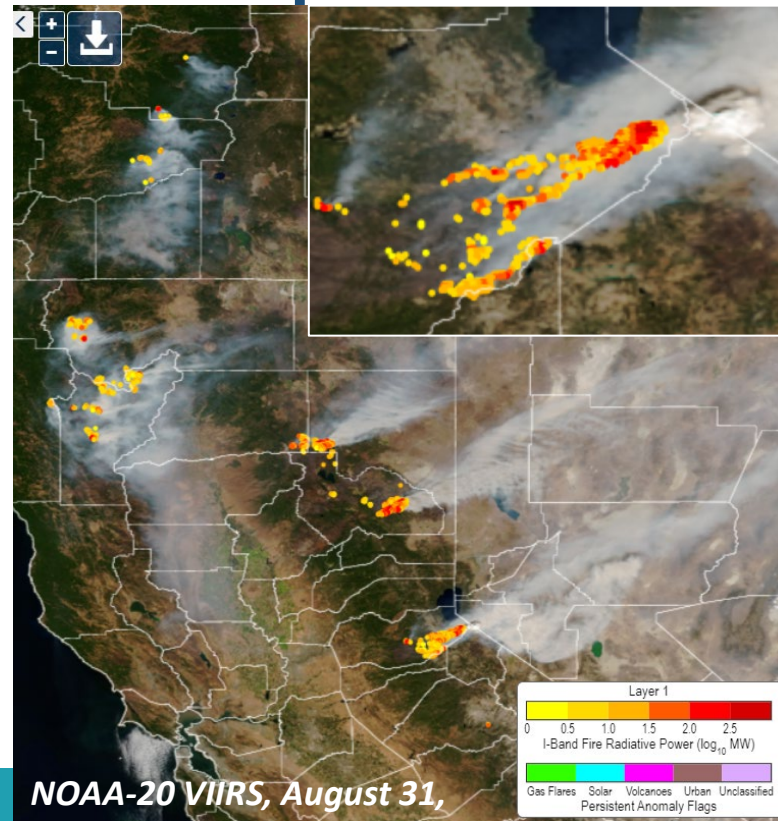 +
−
Layer 1
0 0.5 1.0 1.5 2.0 2.5
I-Band Fire Radiative Power (log₁₀ MW)
Gas Flares Solar Volcanoes Urban Unclassified
Persistent Anomaly Flags
NOAA-20 VIIRS, August 31,